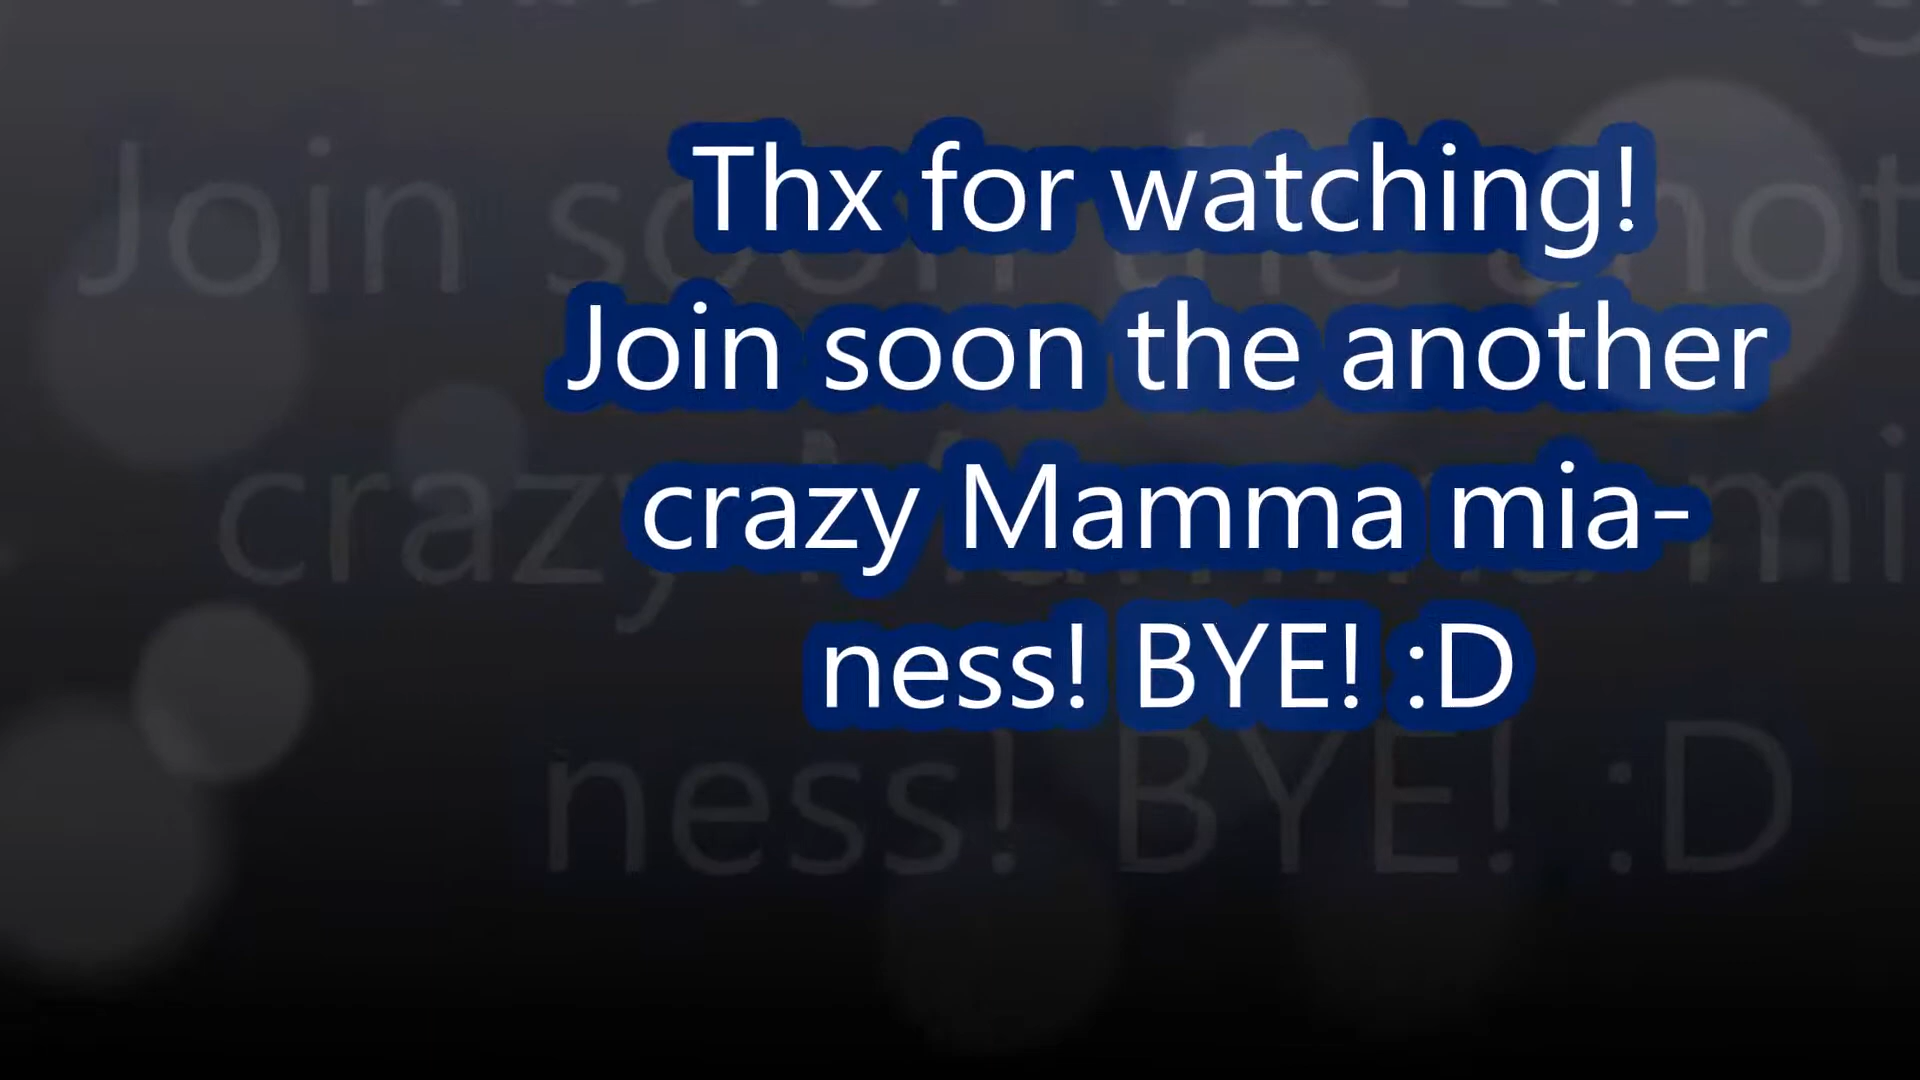 Thx for watching!
Join soon the another
crazy Mamma mia-
ness! BYE! :D